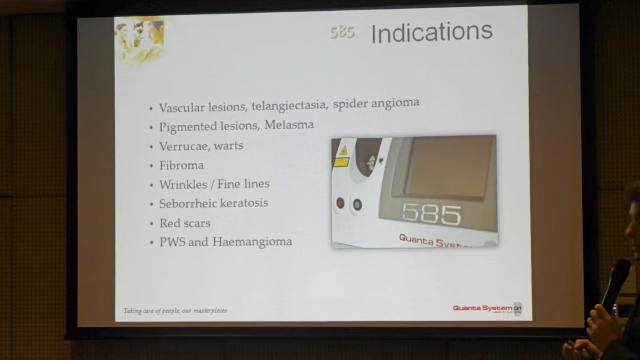 585 Indications
• Vascular lesions, telangiectasia, spider angioma
• Pigmented lesions, Melasma
• Verrucae, warts
• Fibroma
• Wrinkles / Fine lines
• Seborrheic keratosis
• Red scars
• PWS and Haemangioma
585
Quanta System
Taking care of people, our masterpieces
Quanta System